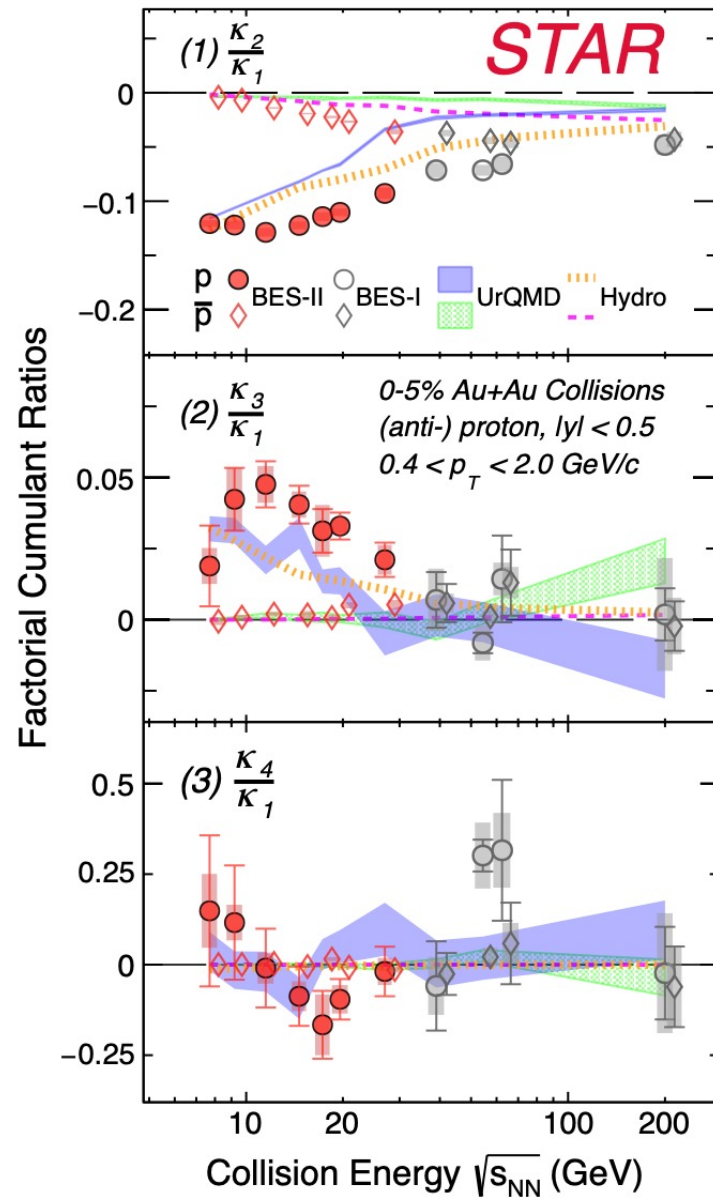 (1) κ2/κ1
STAR
0
−0.1
−0.2
p BES-II BES-I UrQMD Hydro
p̅
(2) κ3/κ1
0-5% Au+Au Collisions
(anti-) proton, |y| < 0.5
0.4 < pT < 2.0 GeV/c
0.05
0
(3) κ4/κ1
0.5
0.25
0
−0.25
Factorial Cumulant Ratios
10 20 100 200
Collision Energy √sNN (GeV)